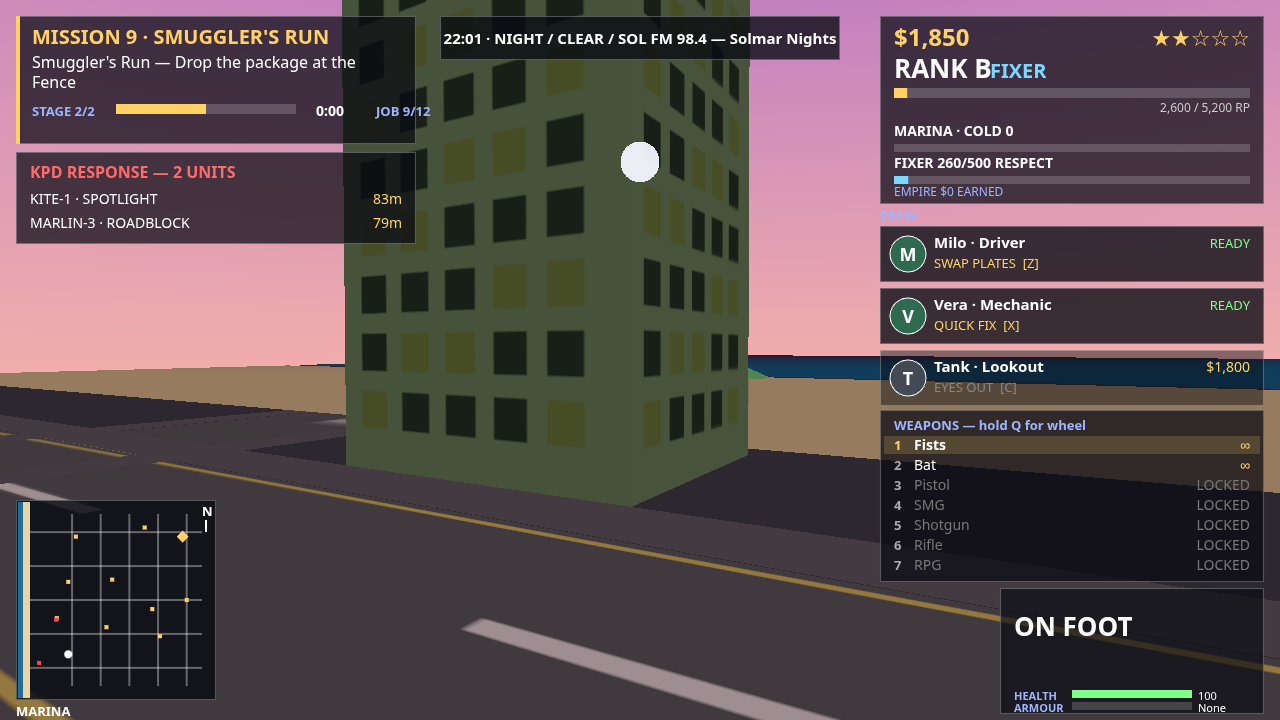 MISSION 9 · SMUGGLER'S RUN
Smuggler's Run — Drop the package at the
Fence
STAGE 2/2
0:00
JOB 9/12
KPD RESPONSE — 2 UNITS
KITE-1 · SPOTLIGHT
83m
MARLIN-3 · ROADBLOCK
79m
22:01 · NIGHT / CLEAR / SOL FM 98.4 — Solmar Nights
$1,850
★★☆☆☆
RANK B
FIXER
2,600 / 5,200 RP
MARINA · COLD 0
FIXER 260/500 RESPECT
EMPIRE $0 EARNED
M
Milo · Driver
READY
SWAP PLATES [Z]
V
Vera · Mechanic
READY
QUICK FIX [X]
T
Tank · Lookout
$1,800
EYES OUT [C]
WEAPONS — hold Q for wheel
1 Fists ∞
2 Bat ∞
3 Pistol LOCKED
4 SMG LOCKED
5 Shotgun LOCKED
6 Rifle LOCKED
7 RPG LOCKED
ON FOOT
HEALTH 100
ARMOUR None
N
MARINA